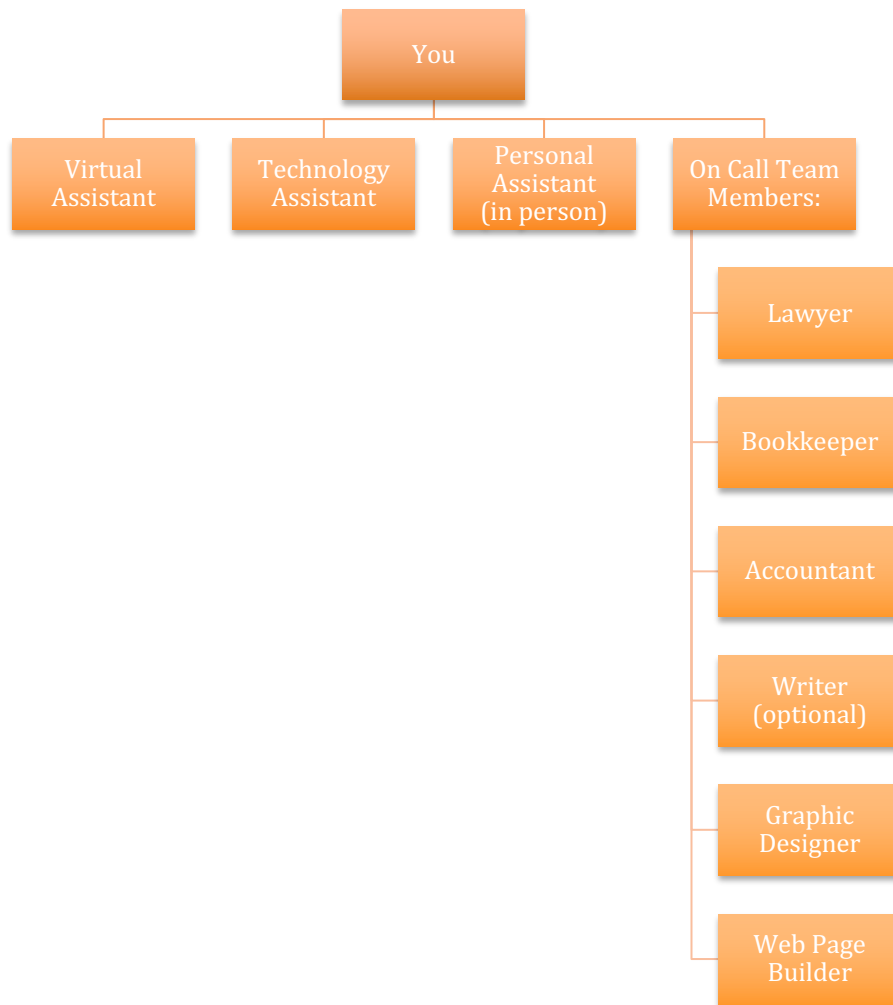 You
Virtual
Assistant
Technology
Assistant
Personal
Assistant
(in person)
On Call Team
Members:
Lawyer
Bookkeeper
Accountant
Writer
(optional)
Graphic
Designer
Web Page
Builder